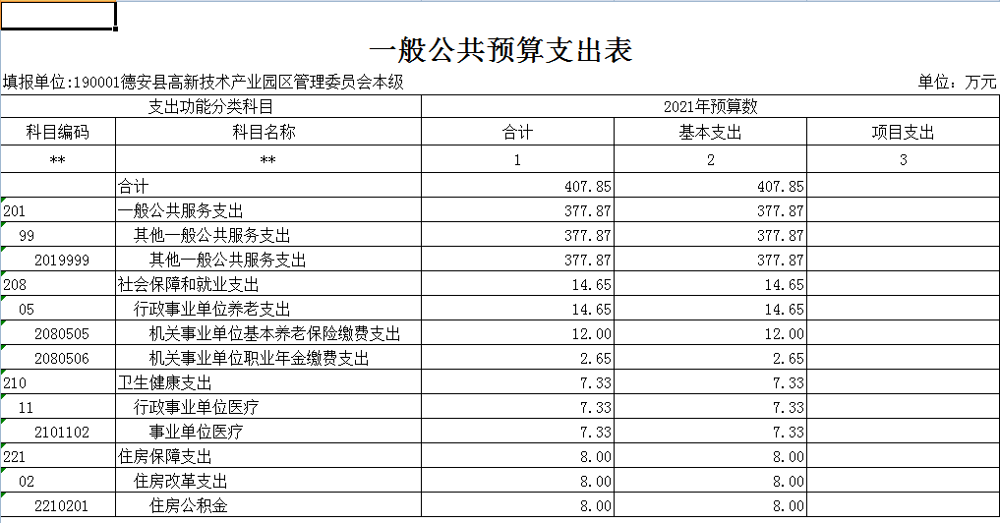 一般公共预算支出表
填报单位:190001德安县高新技术产业园区管理委员会本级 单位：万元
支出功能分类科目 2021年预算数
科目编码 科目名称 合计 基本支出 项目支出
** ** 1 2 3
合计 407.85 407.85
201 一般公共服务支出 377.87 377.87
99 其他一般公共服务支出 377.87 377.87
2019999 其他一般公共服务支出 377.87 377.87
208 社会保障和就业支出 14.65 14.65
05 行政事业单位养老支出 14.65 14.65
2080505 机关事业单位基本养老保险缴费支出 12.00 12.00
2080506 机关事业单位职业年金缴费支出 2.65 2.65
210 卫生健康支出 7.33 7.33
11 行政事业单位医疗 7.33 7.33
2101102 事业单位医疗 7.33 7.33
221 住房保障支出 8.00 8.00
02 住房改革支出 8.00 8.00
2210201 住房公积金 8.00 8.00